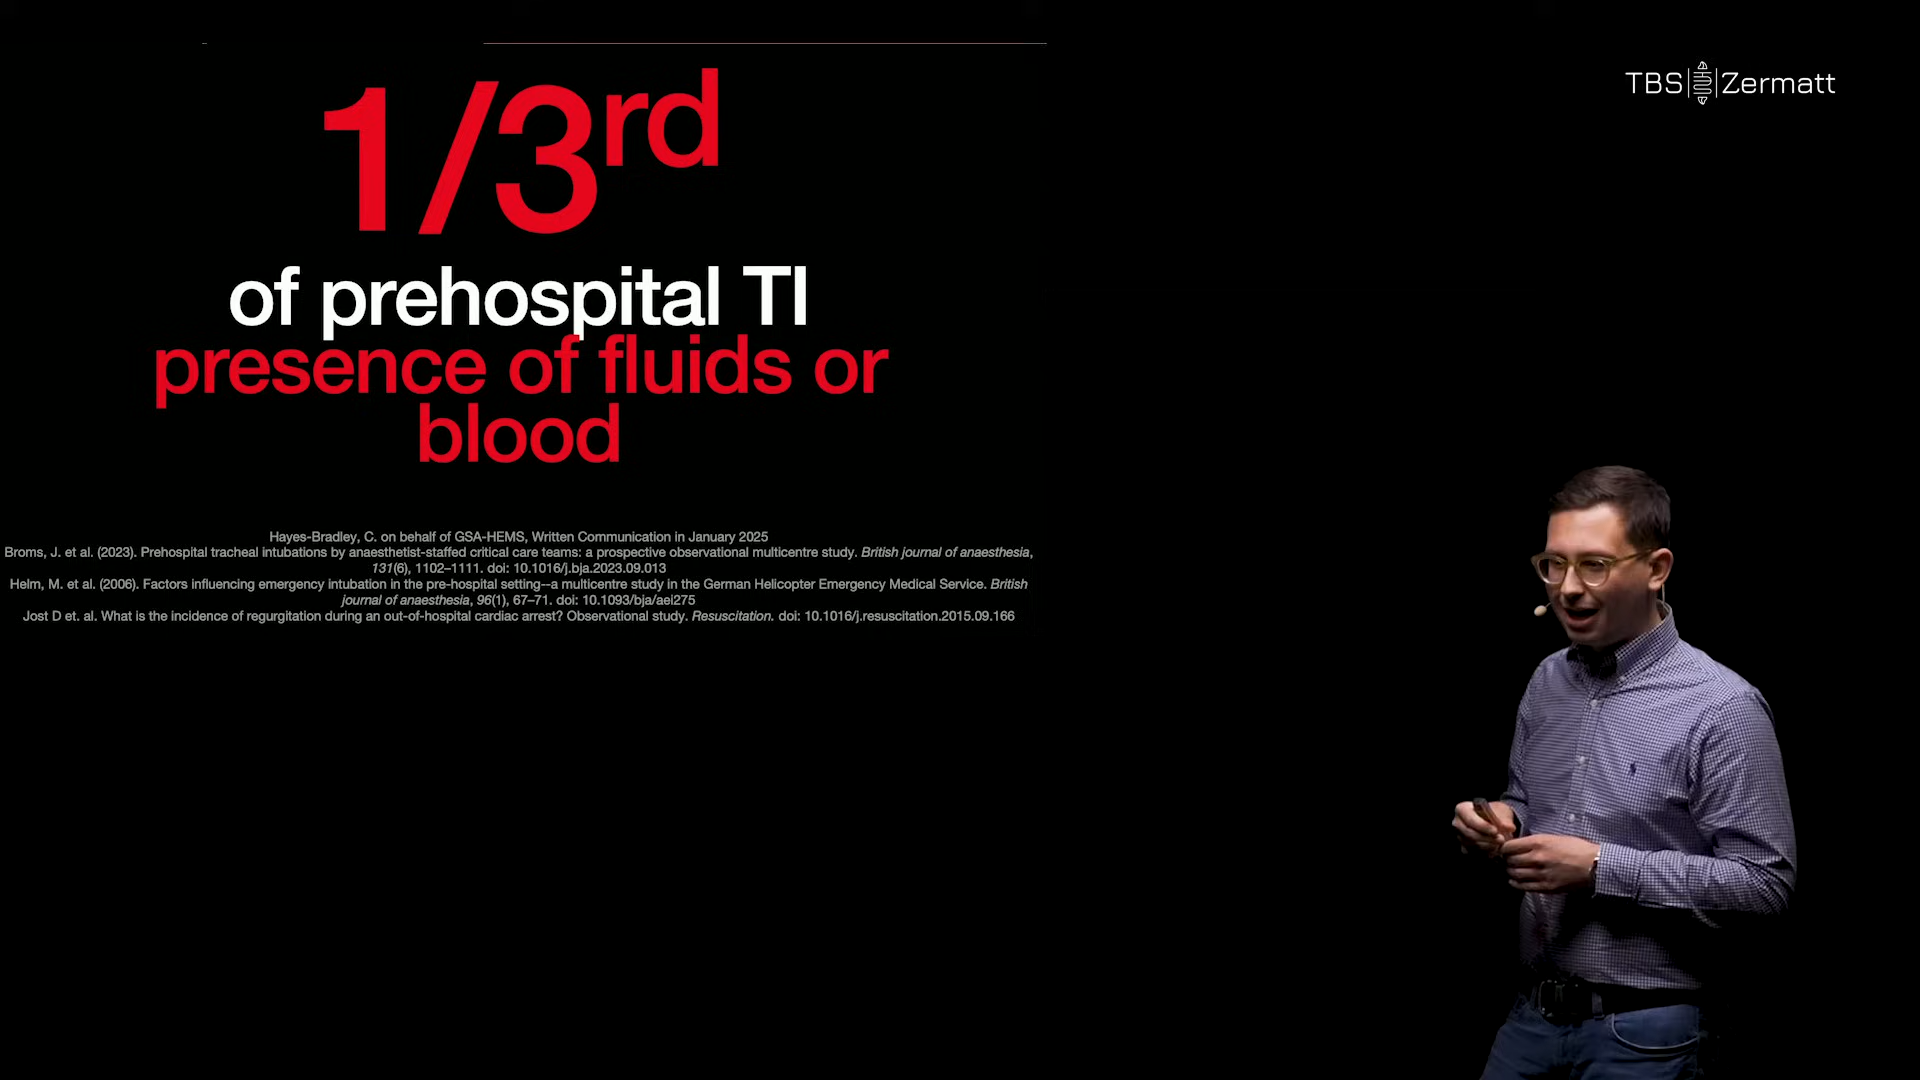 TBS Zermatt
1/3rd
of prehospital TI
presence of fluids or
blood
Hayes-Bradley, C. on behalf of GSA-HEMS, Written Communication in January 2025
Broms, J. et al. (2023). Prehospital tracheal intubations by anaesthetist-staffed critical care teams: a prospective observational multicentre study. British journal of anaesthesia,
131(6), 1102–1111. doi: 10.1016/j.bja.2023.09.013
Helm, M. et al. (2006). Factors influencing emergency intubation in the pre-hospital setting--a multicentre study in the German Helicopter Emergency Medical Service. British
journal of anaesthesia, 96(1), 67–71. doi: 10.1093/bja/aei275
Jost D et. al. What is the incidence of regurgitation during an out-of-hospital cardiac arrest? Observational study. Resuscitation. doi: 10.1016/j.resuscitation.2015.09.166